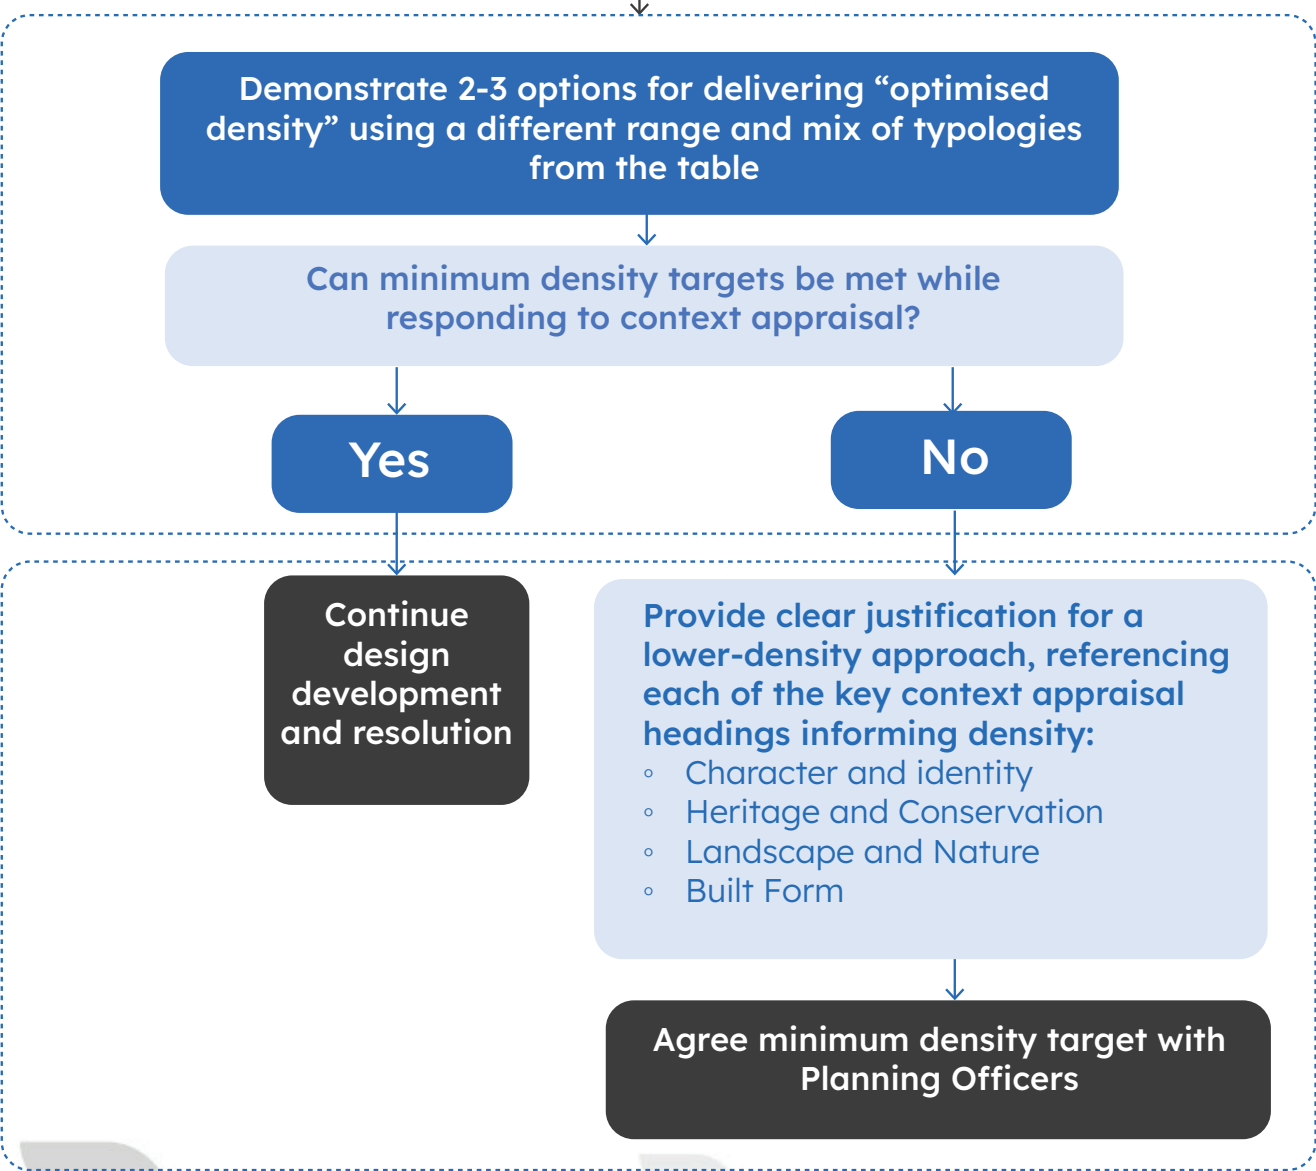 Demonstrate 2-3 options for delivering “optimised
density” using a different range and mix of typologies
from the table
Can minimum density targets be met while
responding to context appraisal?
Yes
No
Continue
design
development
and resolution
Provide clear justification for a
lower-density approach, referencing
each of the key context appraisal
headings informing density:
◦ Character and identity
◦ Heritage and Conservation
◦ Landscape and Nature
◦ Built Form
Agree minimum density target with
Planning Officers